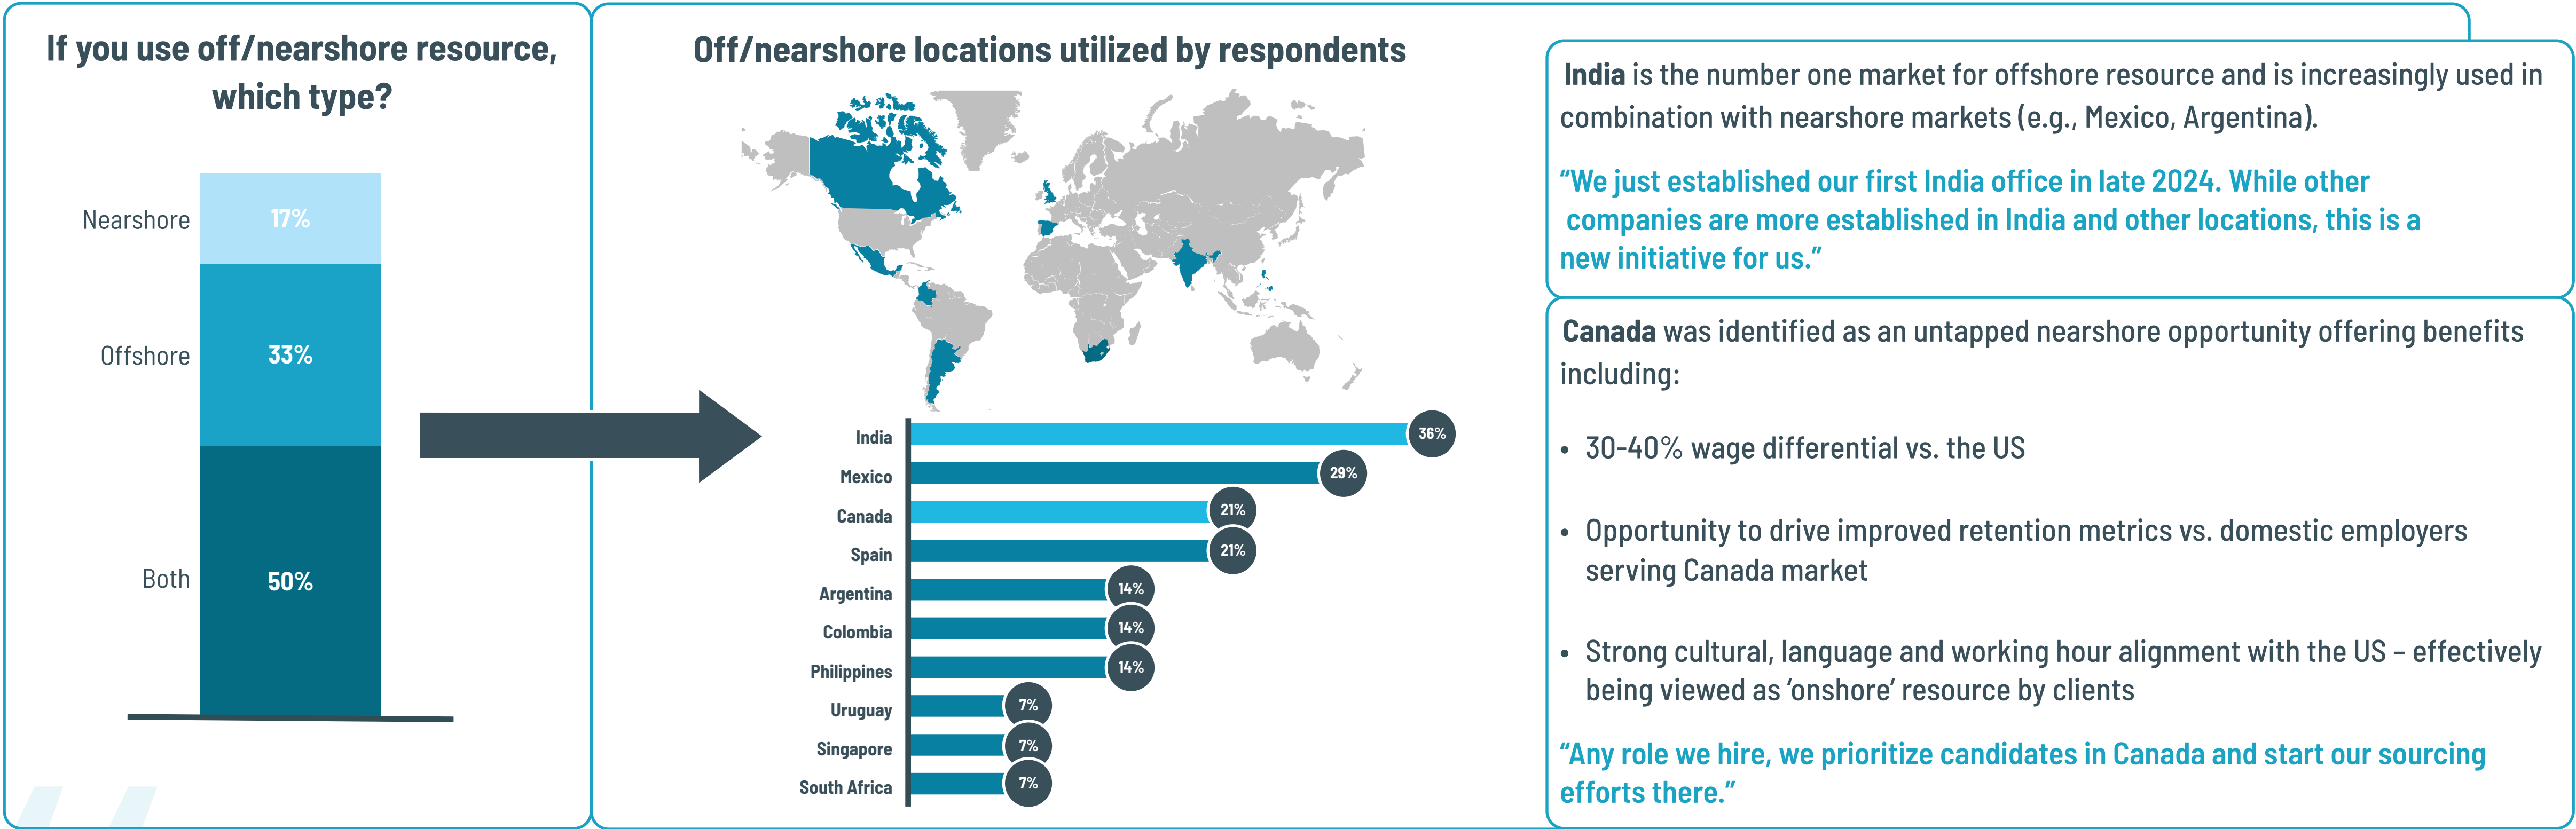 If you use off/nearshore resource,
which type?
Nearshore
17%
Offshore
33%
Both
50%
Off/nearshore locations utilized by respondents
India
36%
Mexico
29%
Canada
21%
Spain
21%
Argentina
14%
Colombia
14%
Philippines
14%
Uruguay
7%
Singapore
7%
South Africa
7%
India is the number one market for offshore resource and is increasingly used in
combination with nearshore markets (e.g., Mexico, Argentina).
“We just established our first India office in late 2024. While other
companies are more established in India and other locations, this is a
new initiative for us.”
Canada was identified as an untapped nearshore opportunity offering benefits
including:
• 30-40% wage differential vs. the US
• Opportunity to drive improved retention metrics vs. domestic employers
serving Canada market
• Strong cultural, language and working hour alignment with the US – effectively
being viewed as ‘onshore’ resource by clients
“Any role we hire, we prioritize candidates in Canada and start our sourcing
efforts there.”